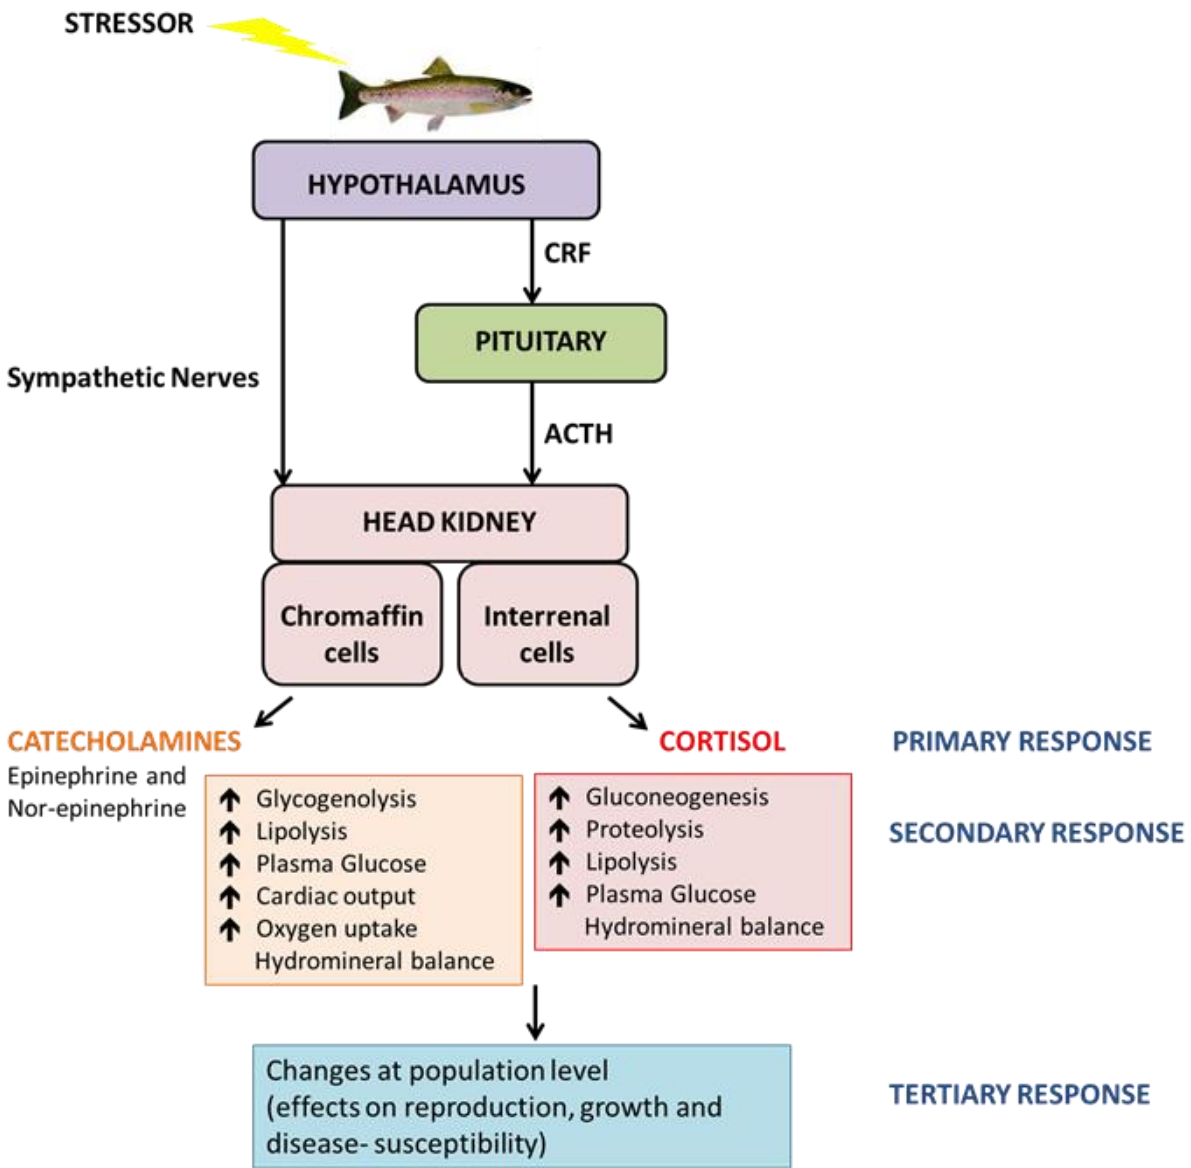 STRESSOR
HYPOTHALAMUS
CRF
PITUITARY
Sympathetic Nerves
ACTH
HEAD KIDNEY
Chromaffin
cells
Interrenal
cells
CATECHOLAMINES
Epinephrine and
Nor-epinephrine
CORTISOL
PRIMARY RESPONSE
Glycogenolysis
Lipolysis
Plasma Glucose
Cardiac output
Oxygen uptake
Hydromineral balance
Gluconeogenesis
Proteolysis
Lipolysis
Plasma Glucose
Hydromineral balance
SECONDARY RESPONSE
Changes at population level
(effects on reproduction, growth and
disease- susceptibility)
TERTIARY RESPONSE